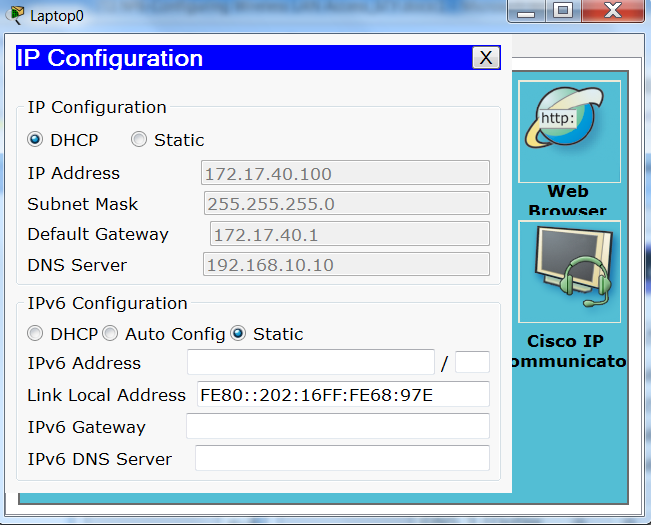 Laptop0
IP Configuration
X
IP Configuration
DHCP Static
IP Address 172.17.40.100
Subnet Mask 255.255.255.0
Default Gateway 172.17.40.1
DNS Server 192.168.10.10
IPv6 Configuration
DHCP Auto Config Static
IPv6 Address /
Link Local Address FE80::202:16FF:FE68:97E
IPv6 Gateway
IPv6 DNS Server
http:
Web
Browser
Cisco IP
ommunicato